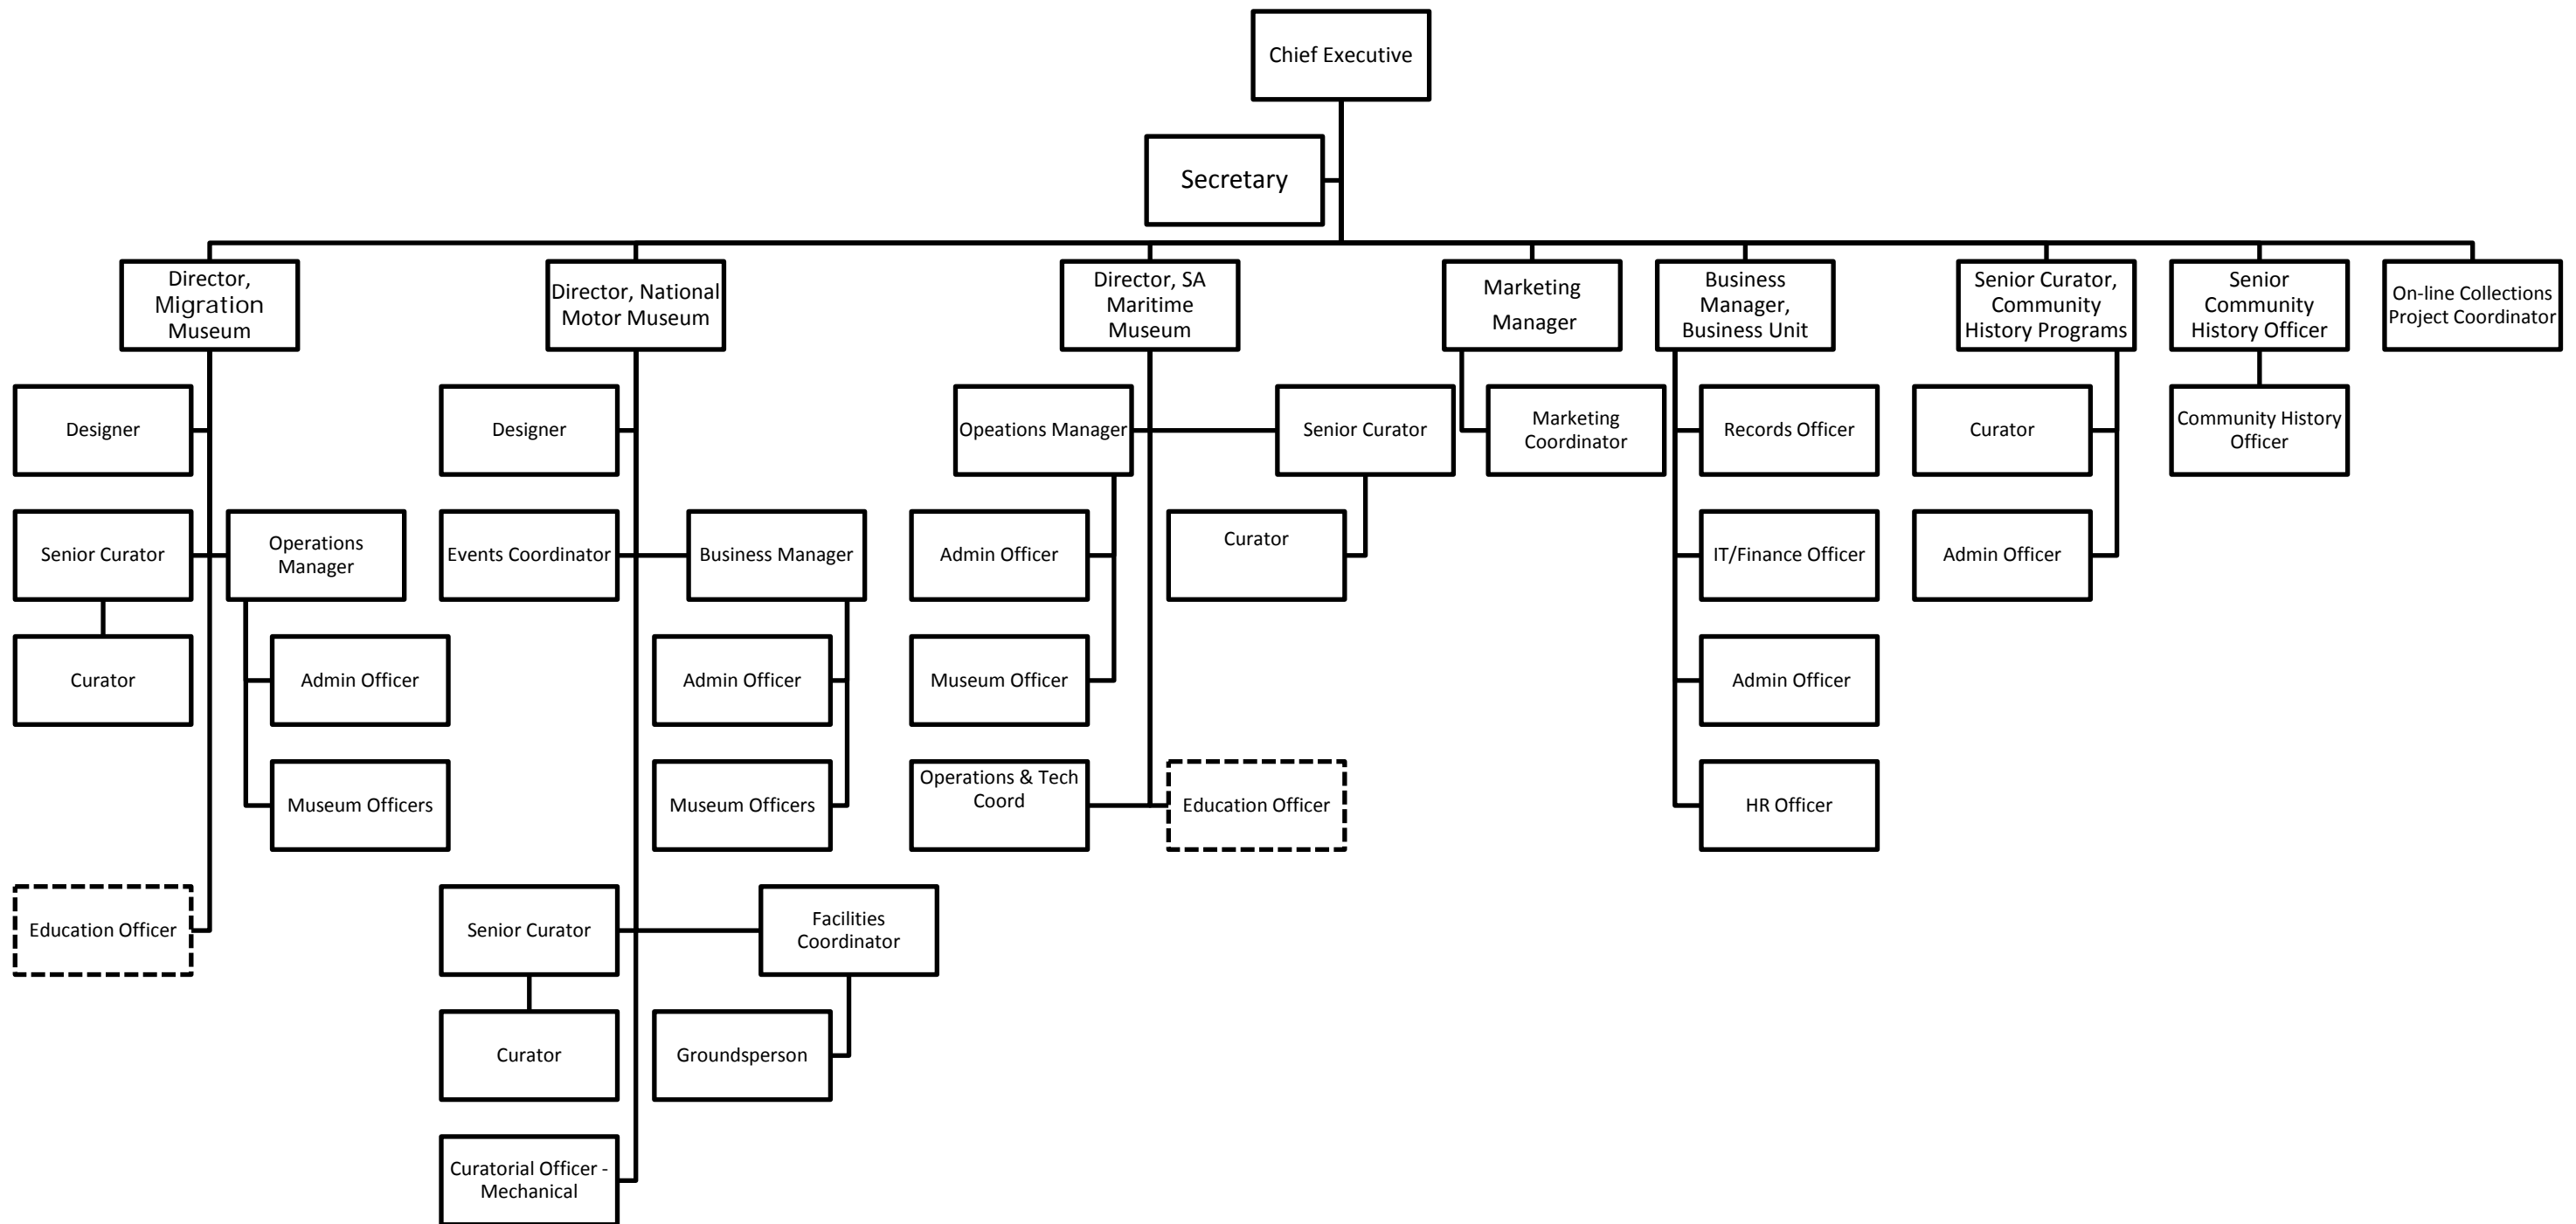 Chief Executive
Secretary
Director,
Migration
Museum
Director, National
Motor Museum
Director, SA
Maritime
Museum
Marketing
Manager
Business
Manager,
Business Unit
Senior Curator,
Community
History Programs
Senior
Community
History Officer
On-line Collections
Project Coordinator
Designer
Designer
Opeations Manager
Senior Curator
Marketing
Coordinator
Records Officer
Curator
Community History
Officer
Senior Curator
Operations
Manager
Events Coordinator
Business Manager
Admin Officer
Curator
IT/Finance Officer
Admin Officer
Curator
Admin Officer
Admin Officer
Museum Officer
Admin Officer
Museum Officers
Museum Officers
Operations & Tech
Coord
Education Officer
HR Officer
Education Officer
Senior Curator
Facilities
Coordinator
Curator
Groundsperson
Curatorial Officer -
Mechanical